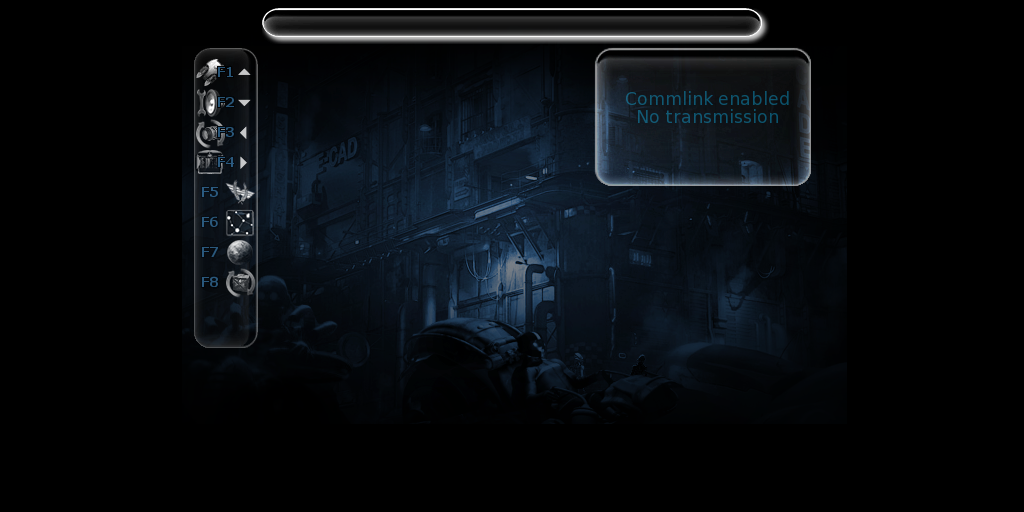 F1
F2
F3
F4
F5
F6
F7
F8
Commlink enabled
No transmission